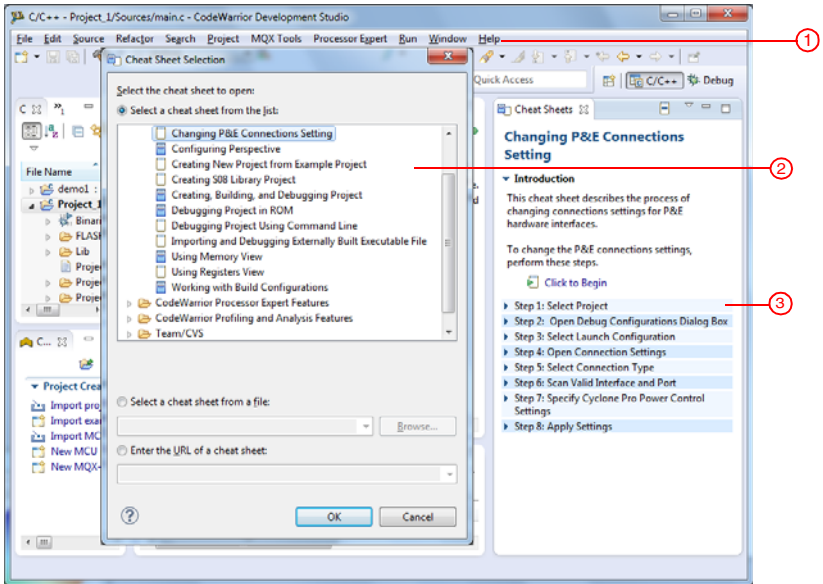 C/C++ - Project_1/Sources/main.c - CodeWarrior Development Studio
File Edit Source Refactor Search Project MQX Tools Processor Expert Run Window Help
1
Quick Access
C/C++
Debug
Cheat Sheet Selection
Select the cheat sheet to open:
Select a cheat sheet from the list:
Changing P&E Connections Setting
Configuring Perspective
Creating New Project from Example Project
Creating S08 Library Project
Creating, Building, and Debugging Project
Debugging Project in ROM
Debugging Project Using Command Line
Importing and Debugging Externally Built Executable File
Using Memory View
Using Registers View
Working with Build Configurations
CodeWarrior Processor Expert Features
CodeWarrior Profiling and Analysis Features
Team/CVS
2
Select a cheat sheet from a file:
Browse...
Enter the URL of a cheat sheet:
OK
Cancel
C
File Name
demo1 :
Project_1
Binari
FLASH
Lib
Proje
Proje
Proje
C...
Project Crea
Import proj
Import exa
Import MC
New MCU
New MQX-
Cheat Sheets
Changing P&E Connections
Setting
Introduction
This cheat sheet describes the process of
changing connections settings for P&E
hardware interfaces.
To change the P&E connections settings,
perform these steps.
Click to Begin
3
Step 1: Select Project
Step 2: Open Debug Configurations Dialog Box
Step 3: Select Launch Configuration
Step 4: Open Connection Settings
Step 5: Select Connection Type
Step 6: Scan Valid Interface and Port
Step 7: Specify Cyclone Pro Power Control
Settings
Step 8: Apply Settings